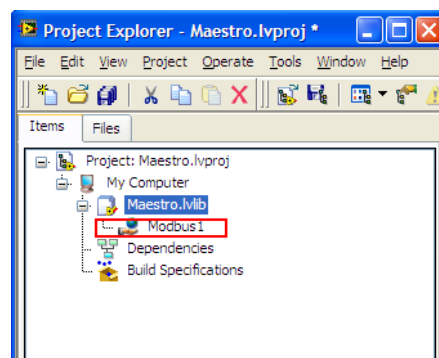 Project Explorer - Maestro.lvproj *
File Edit View Project Operate Tools Window Help
Items Files
Project: Maestro.lvproj
My Computer
Maestro.lvlib
Modbus1
Dependencies
Build Specifications